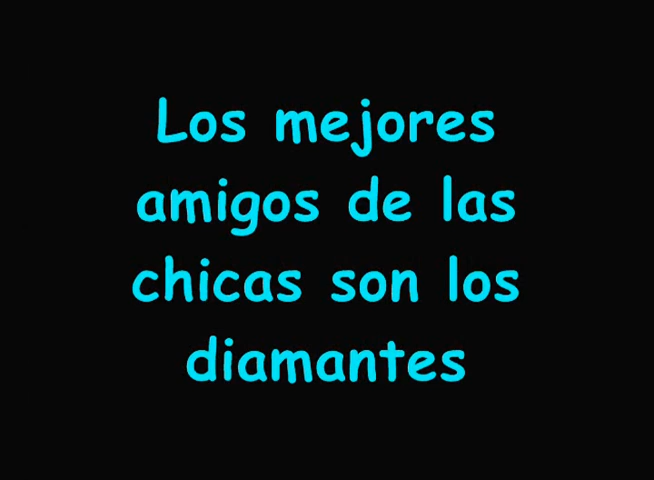 Los mejores
amigos de las
chicas son los
diamantes